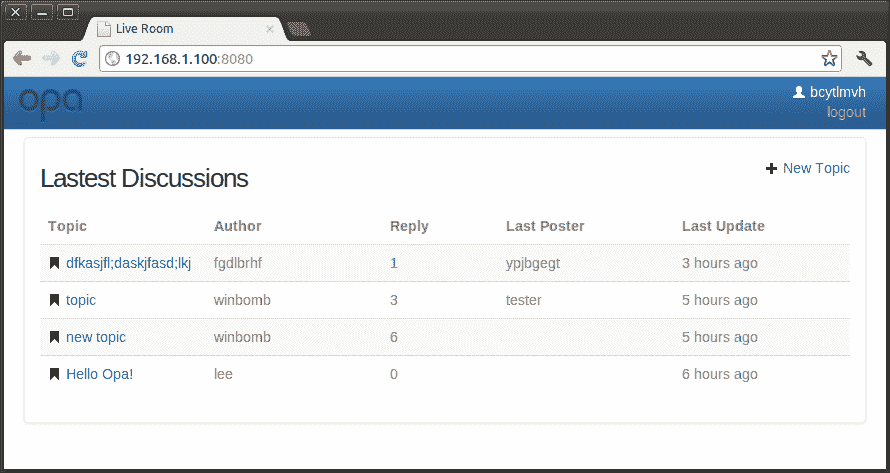 Live Room
192.168.1.100:8080
opa
bcytlmvh
logout
Lastest Discussions
New Topic
Topic Author Reply Last Poster Last Update
dfkasjfl;daskjfasd;lkj fgdlbrhf 1 ypjbgegt 3 hours ago
topic winbomb 3 tester 5 hours ago
new topic winbomb 6 5 hours ago
Hello Opa! lee 0 6 hours ago